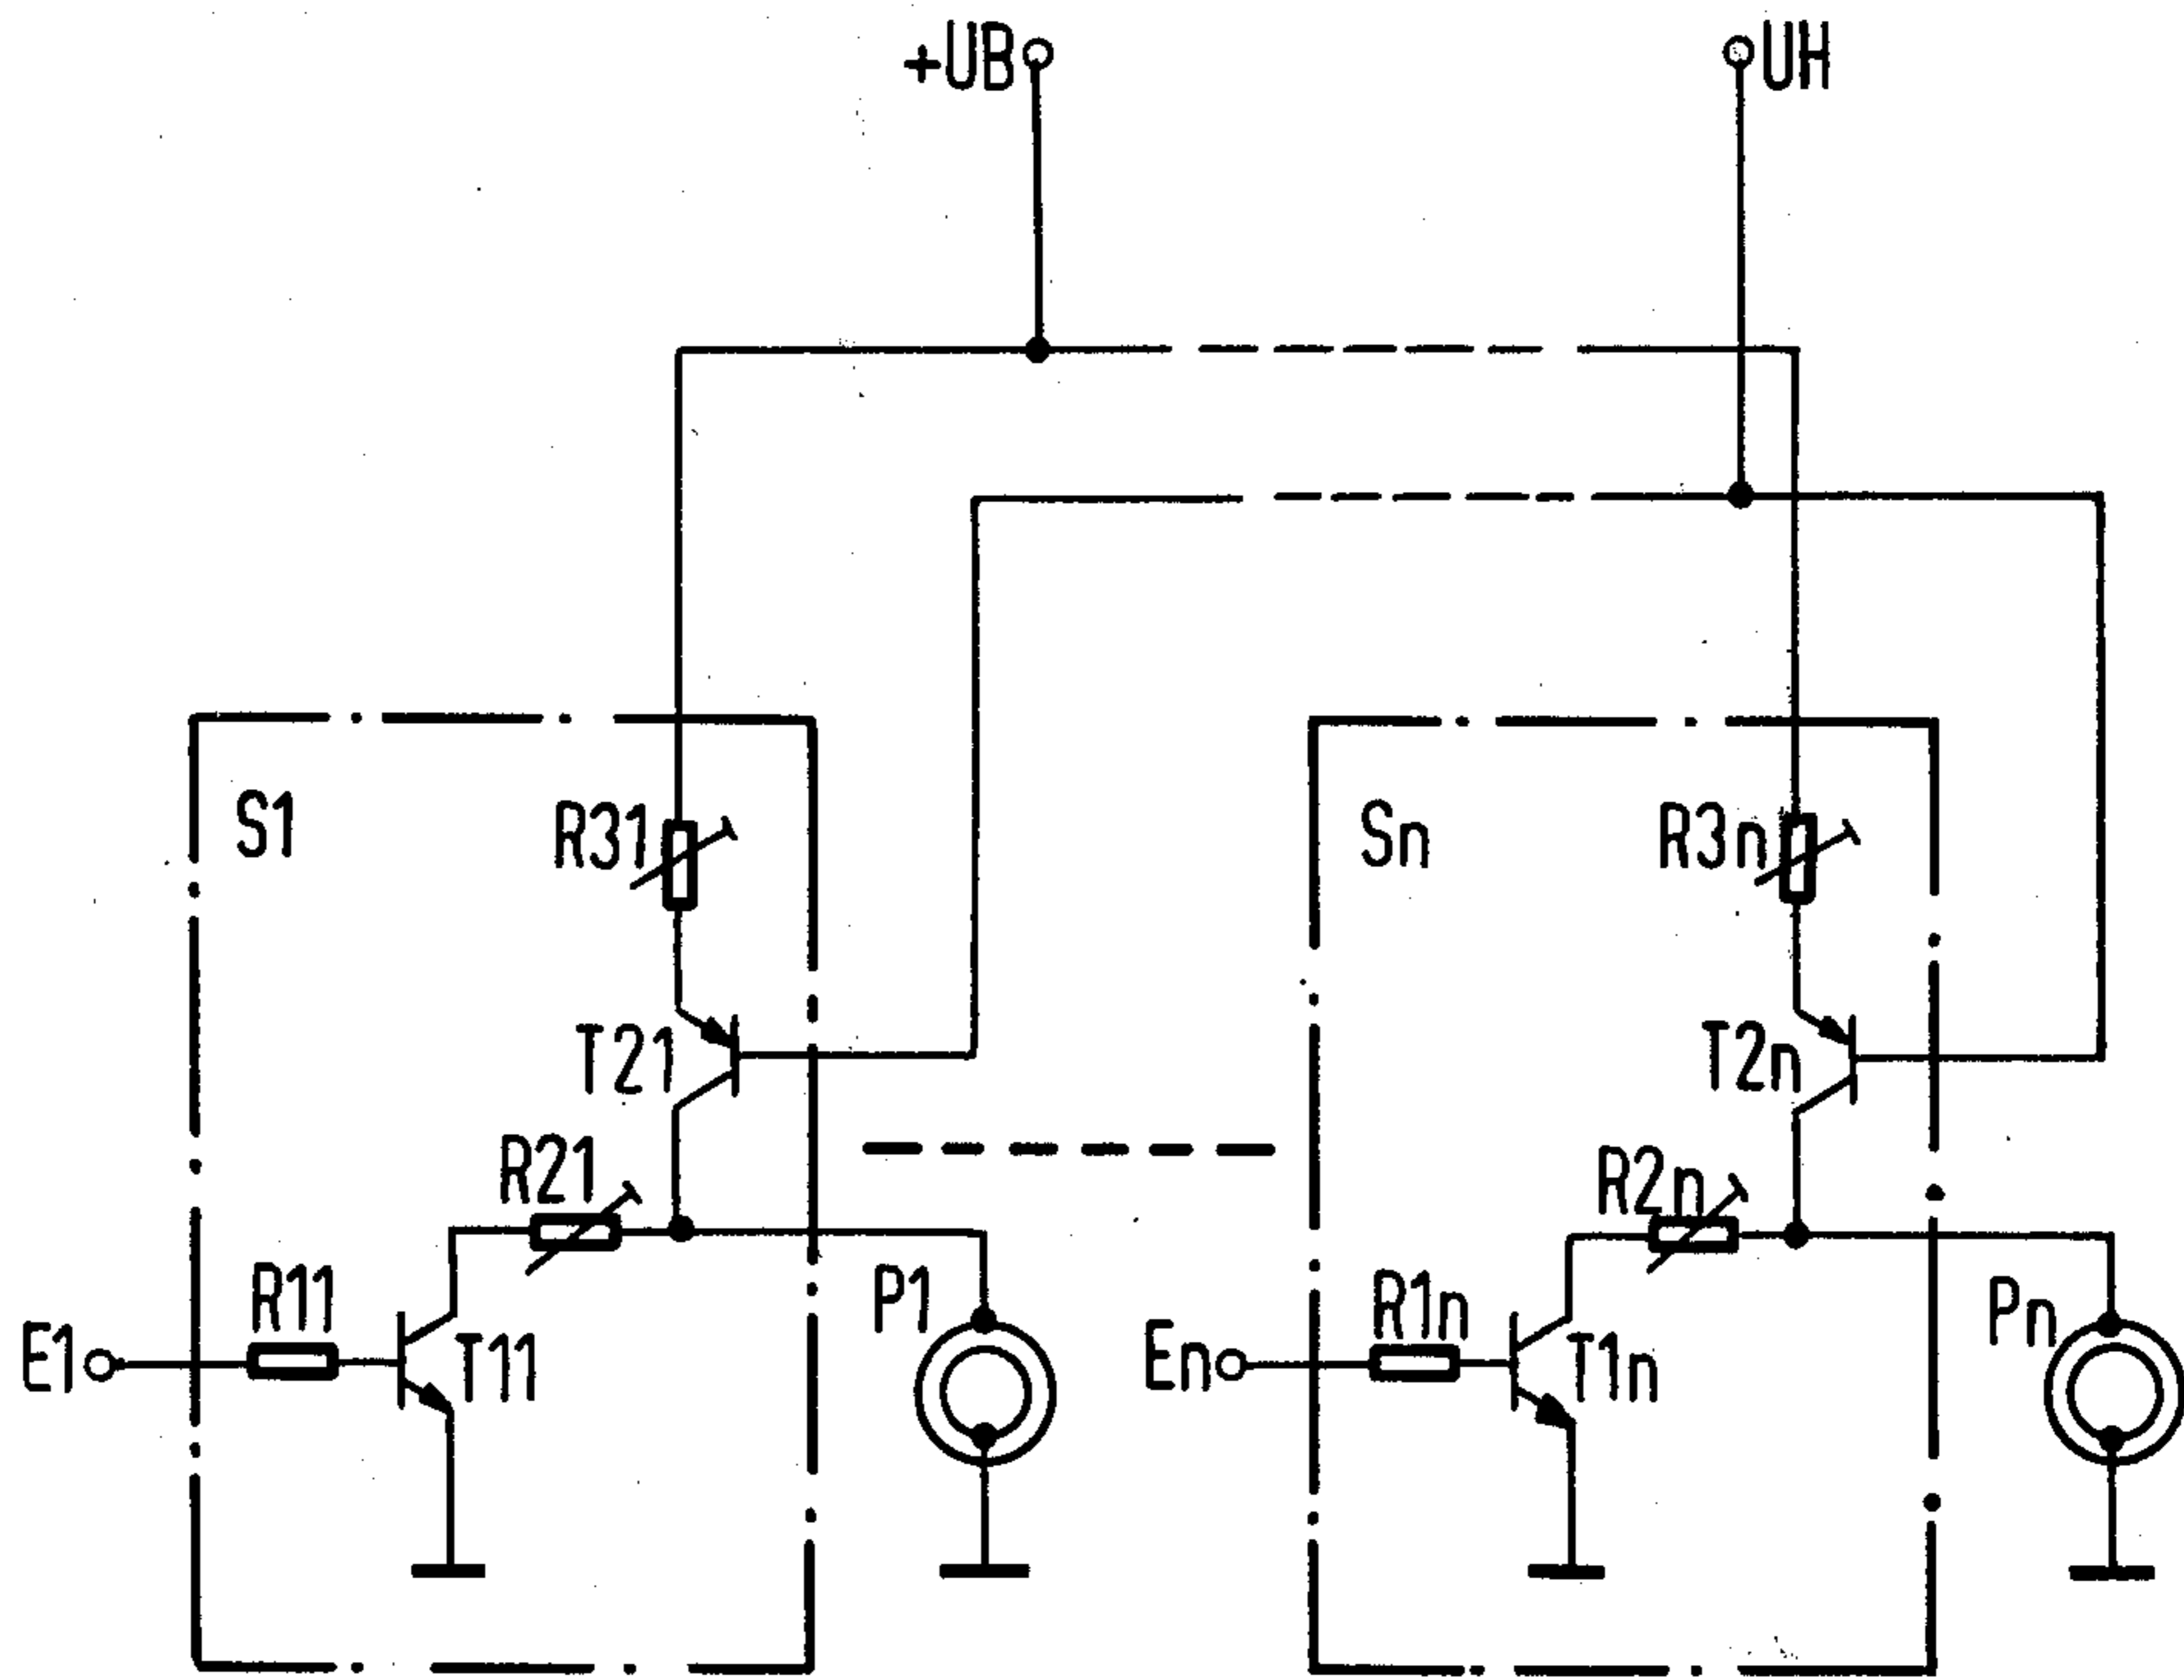 +UB
UH
S1
R31
Sn
R3n
T21
T2n
R21
R2n
R11
P1
R1n
Pn
E1
T11
En
T1n